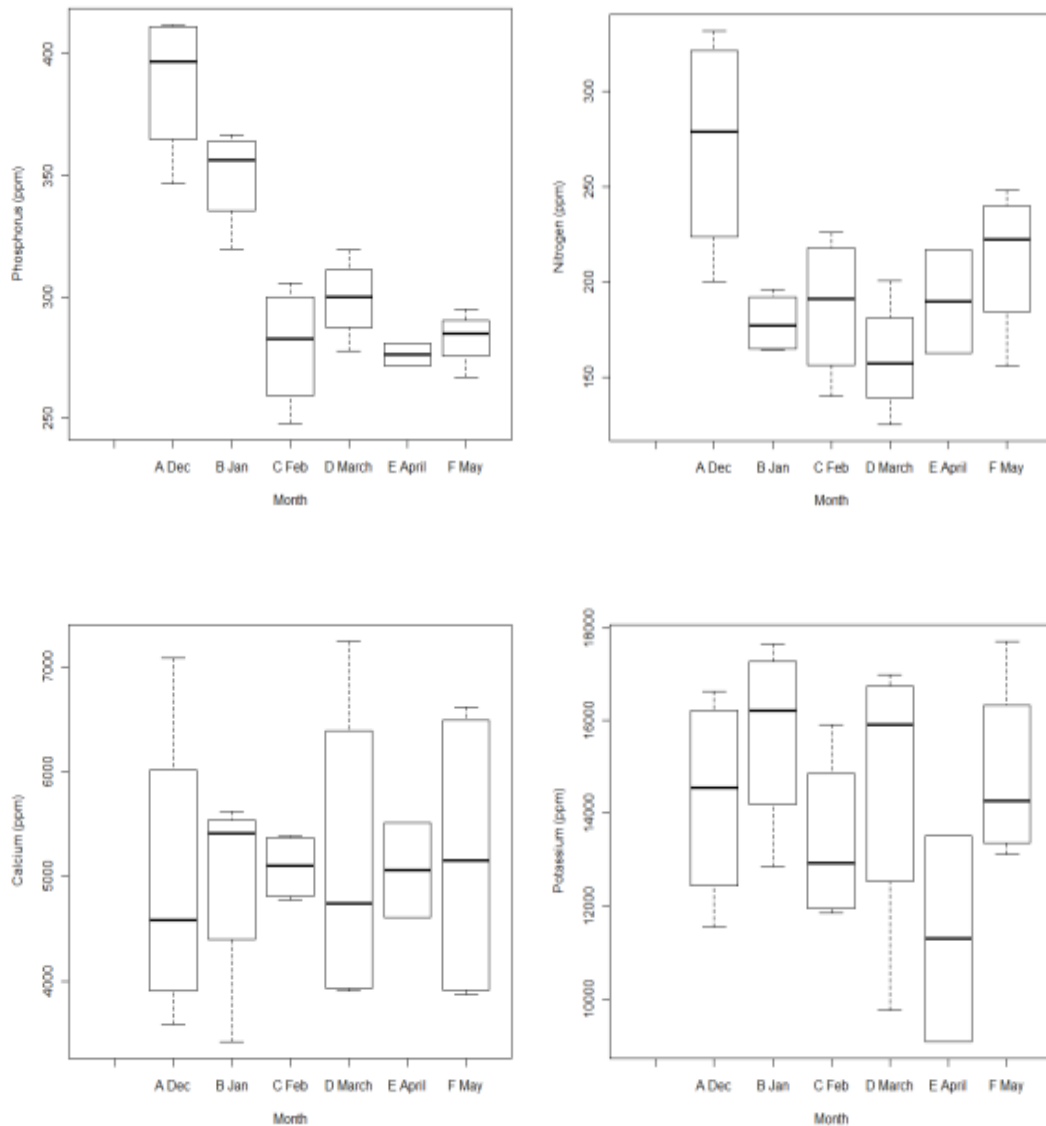 Phosphorus (ppm)
400
350
300
250
A Dec B Jan C Feb D March E April F May
Month
Nitrogen (ppm)
300
250
200
150
A Dec B Jan C Feb D March E April F May
Month
Calcium (ppm)
7000
6000
5000
4000
A Dec B Jan C Feb D March E April F May
Month
Potassium (ppm)
18000
16000
14000
12000
10000
A Dec B Jan C Feb D March E April F May
Month